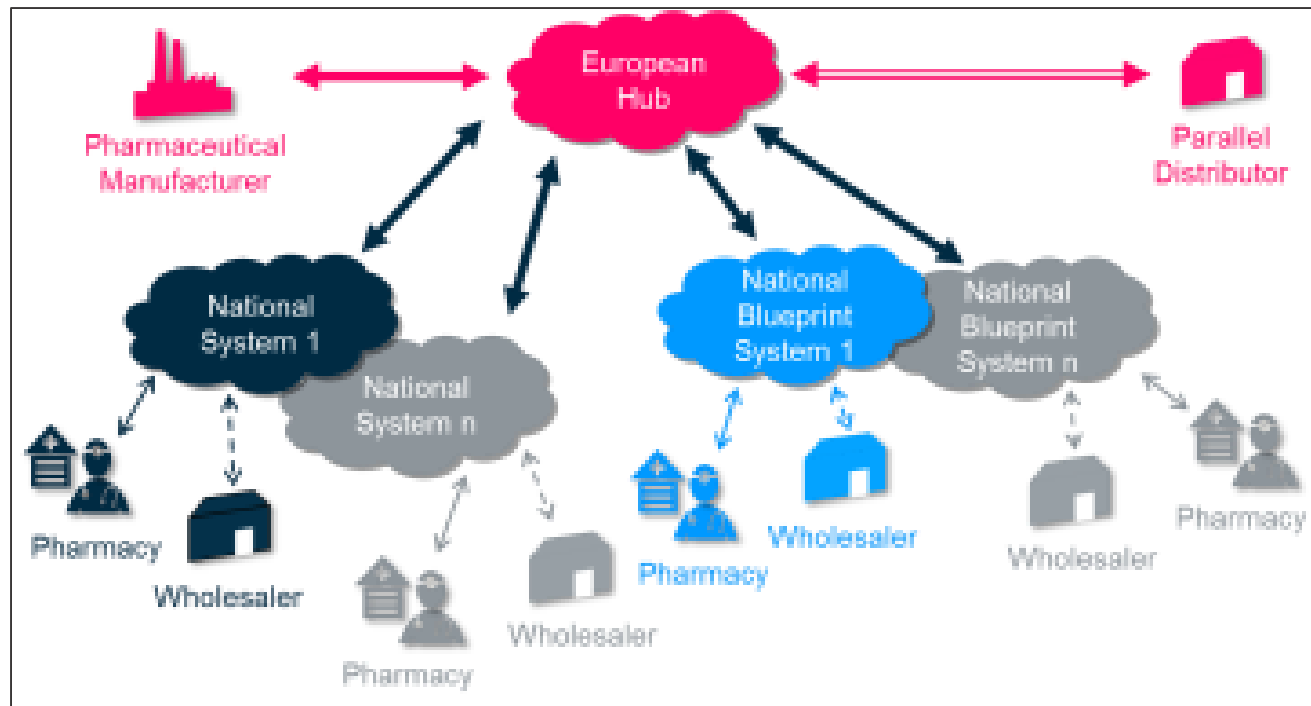 European
Hub
Pharmaceutical
Manufacturer
Parallel
Distributor
National
System 1
National
System n
National
Blueprint
System 1
National
Blueprint
System n
Pharmacy
Wholesaler
Pharmacy
Wholesaler
Pharmacy
Wholesaler
Wholesaler
Pharmacy